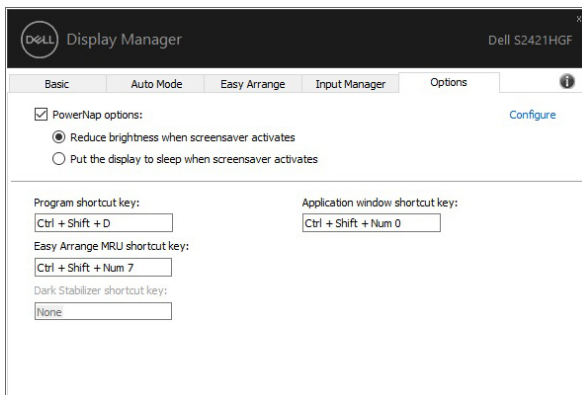 DELL Display Manager
Dell S2421HGF
x
Basic
Auto Mode
Easy Arrange
Input Manager
Options
i
PowerNap options:
Configure
Reduce brightness when screensaver activates
Put the display to sleep when screensaver activates
Program shortcut key:
Application window shortcut key:
Ctrl + Shift + D
Ctrl + Shift + Num 0
Easy Arrange MRU shortcut key:
Ctrl + Shift + Num 7
Dark Stabilizer shortcut key:
None